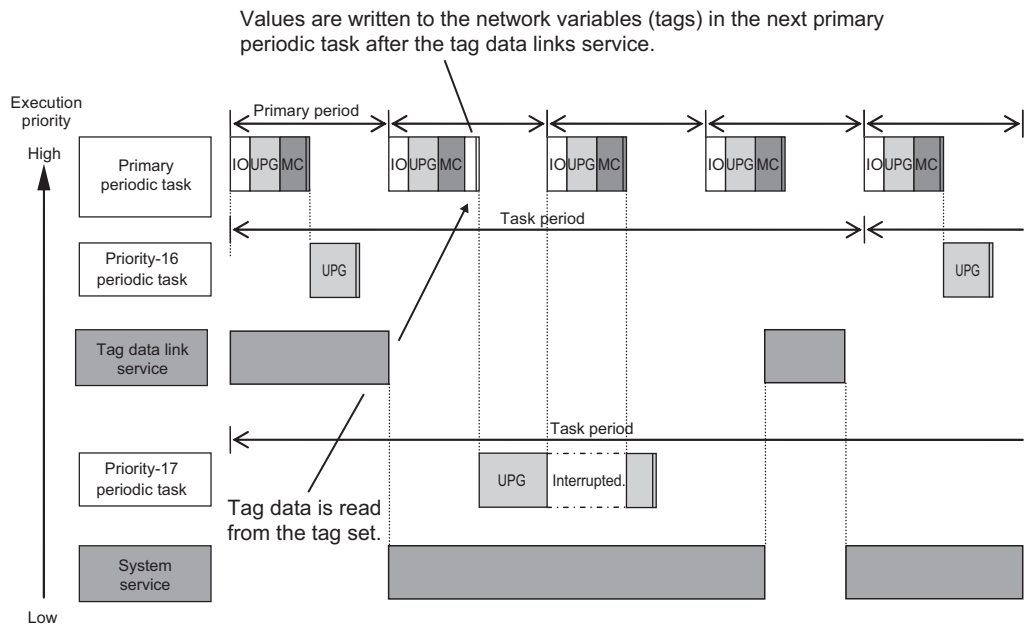 Values are written to the network variables (tags) in the next primary
periodic task after the tag data links service.
Execution
priority
High
Primary period
Primary
periodic task
IO UPG MC
IO UPG MC
IO UPG MC
IO UPG MC
IO UPG MC
Task period
Priority-16
periodic task
UPG
UPG
Tag data link
service
Task period
Priority-17
periodic task
UPG
Interrupted.
Tag data is read
from the tag set.
System
service
Low